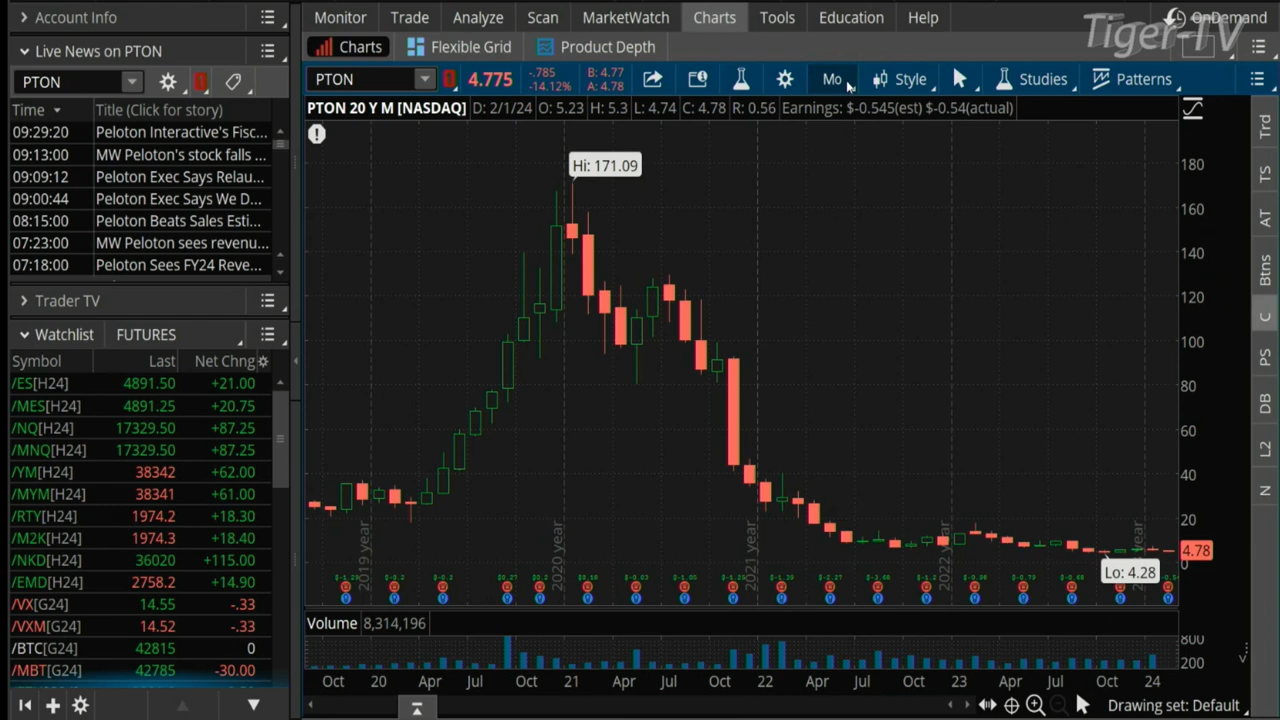 Account Info
Monitor Trade Analyze Scan MarketWatch Charts Tools Education Help
OnDemand
Tiger-TV
Live News on PTON
Charts Flexible Grid Product Depth
PTON
PTON 4.775 -.785 -14.12% B: 4.77 A: 4.78 Mo Style Studies Patterns
Time Title (Click for story)
PTON 20 Y M [NASDAQ] D: 2/1/24 O: 5.23 H: 5.3 L: 4.74 C: 4.78 R: 0.56 Earnings: $-0.545(est) $-0.54(actual)
09:29:20 Peloton Interactive's Fisc...
09:13:00 MW Peloton's stock falls ...
09:09:12 Peloton Exec Says Relau...
09:00:44 Peloton Exec Says We D...
08:15:00 Peloton Beats Sales Esti...
07:23:00 MW Peloton sees revenu...
07:18:00 Peloton Sees FY24 Reve...
Trader TV
Watchlist FUTURES
Symbol Last Net Chng
/ES[H24] 4891.50 +21.00
/MES[H24] 4891.25 +20.75
/NQ[H24] 17329.50 +87.25
/MNQ[H24] 17329.50 +87.25
/YM[H24] 38342 +62.00
/MYM[H24] 38341 +61.00
/RTY[H24] 1974.2 +18.30
/M2K[H24] 1974.3 +18.40
/NKD[H24] 36020 +115.00
/EMD[H24] 2758.2 +14.90
/VX[G24] 14.55 -.33
/VXM[G24] 14.52 -.33
/BTC[G24] 42815 0
/MBT[G24] 42785 -30.00
Hi: 171.09
180
160
140
120
100
80
60
40
20
0
4.78
Lo: 4.28
2019 year
2020 year
2021 year
2022 year
Volume 8,314,196
800
200
Oct 20 Apr Jul Oct 21 Apr Jul Oct 22 Apr Jul Oct 23 Apr Jul Oct 24
Drawing set: Default
Trd
TS
AT
Btns
C
PS
DB
L2
N